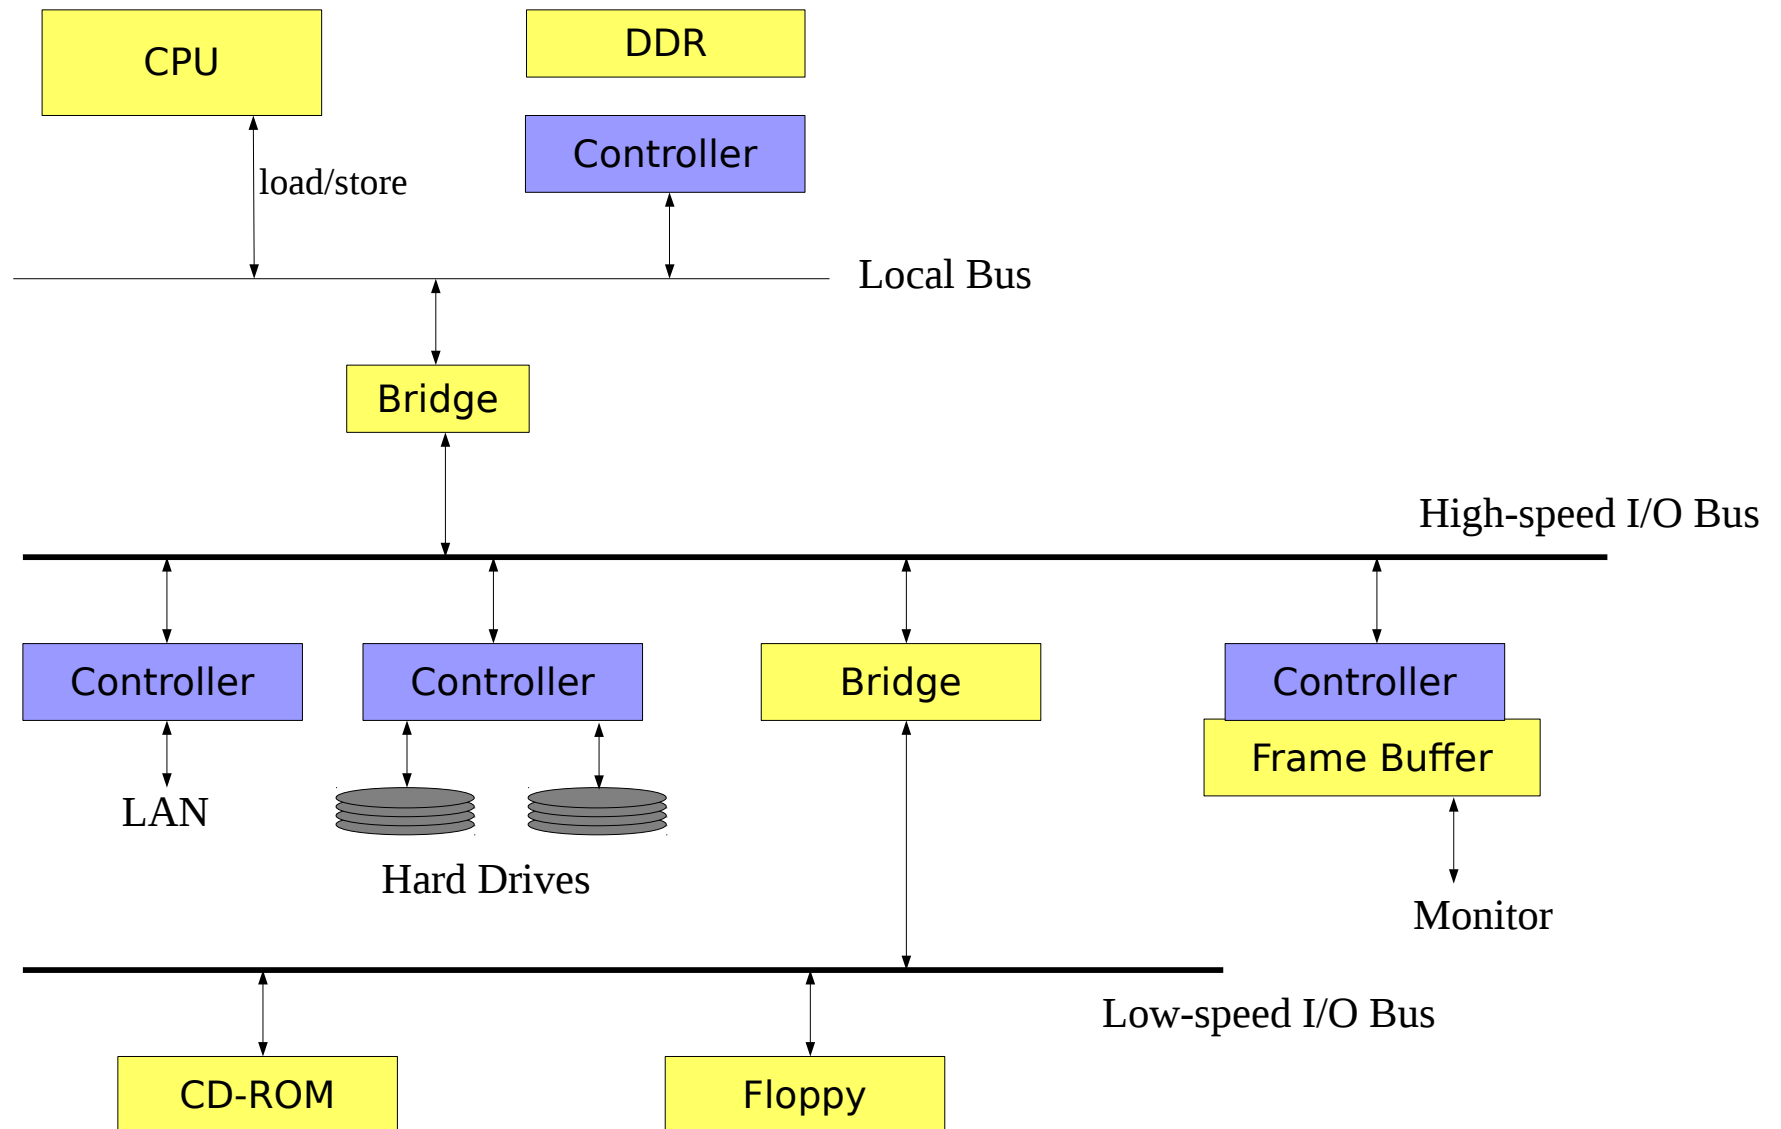 CPU
DDR
Controller
load/store
Local Bus
Bridge
High-speed I/O Bus
Controller
Controller
Bridge
Controller
Frame Buffer
LAN
Hard Drives
Monitor
Low-speed I/O Bus
CD-ROM
Floppy